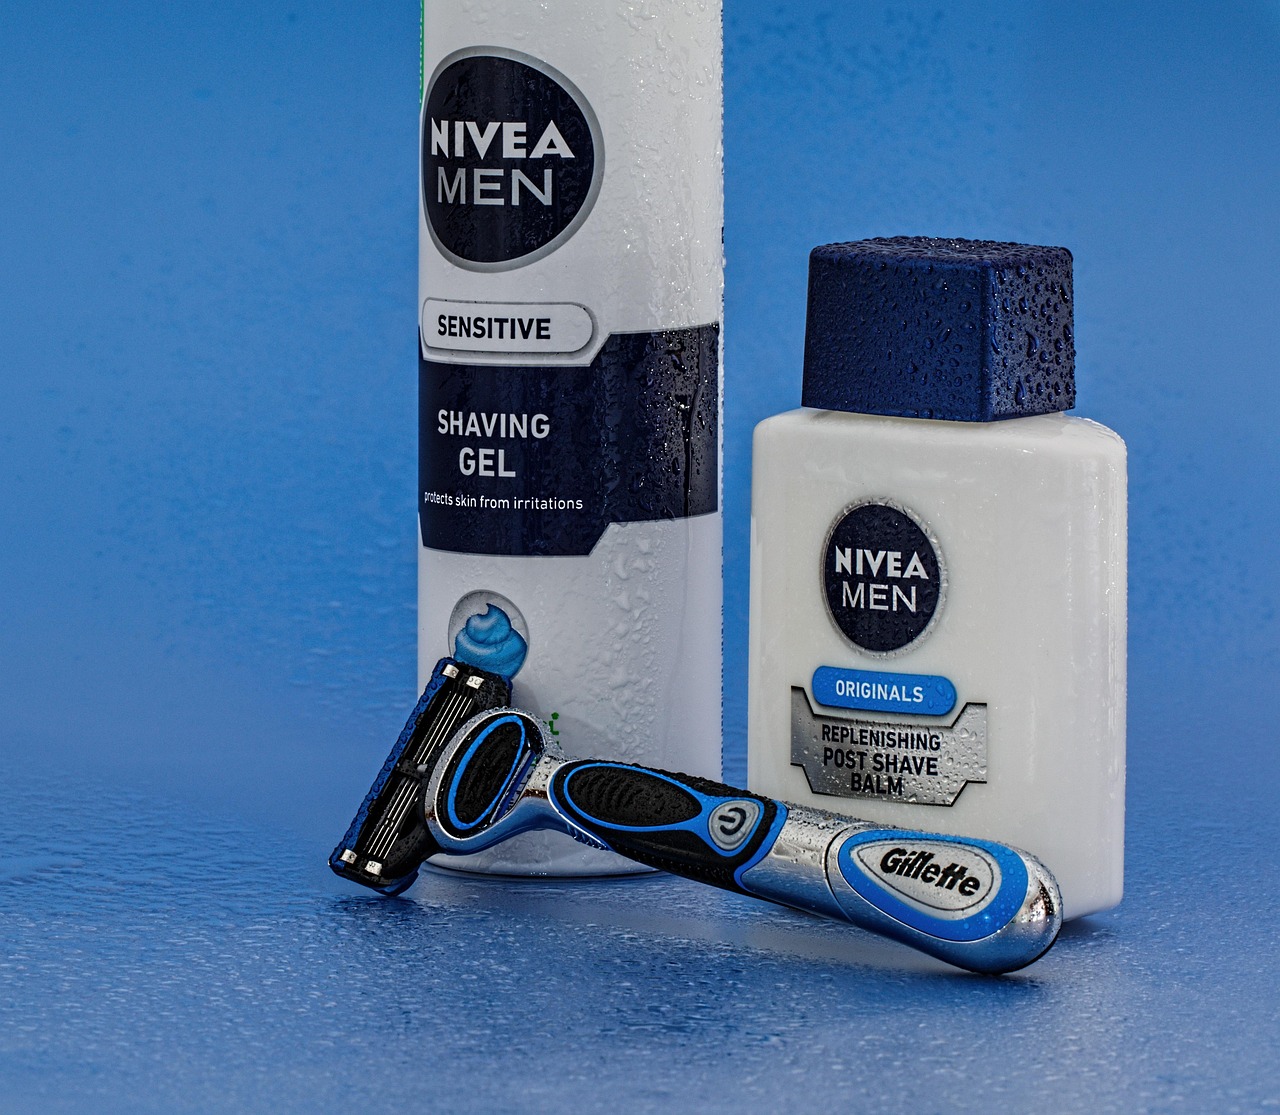 NIVEA
MEN
SENSITIVE
SHAVING
GEL
protects skin from irritations
NIVEA
MEN
ORIGINALS
REPLENISHING
POST SHAVE
BALM
Gillette